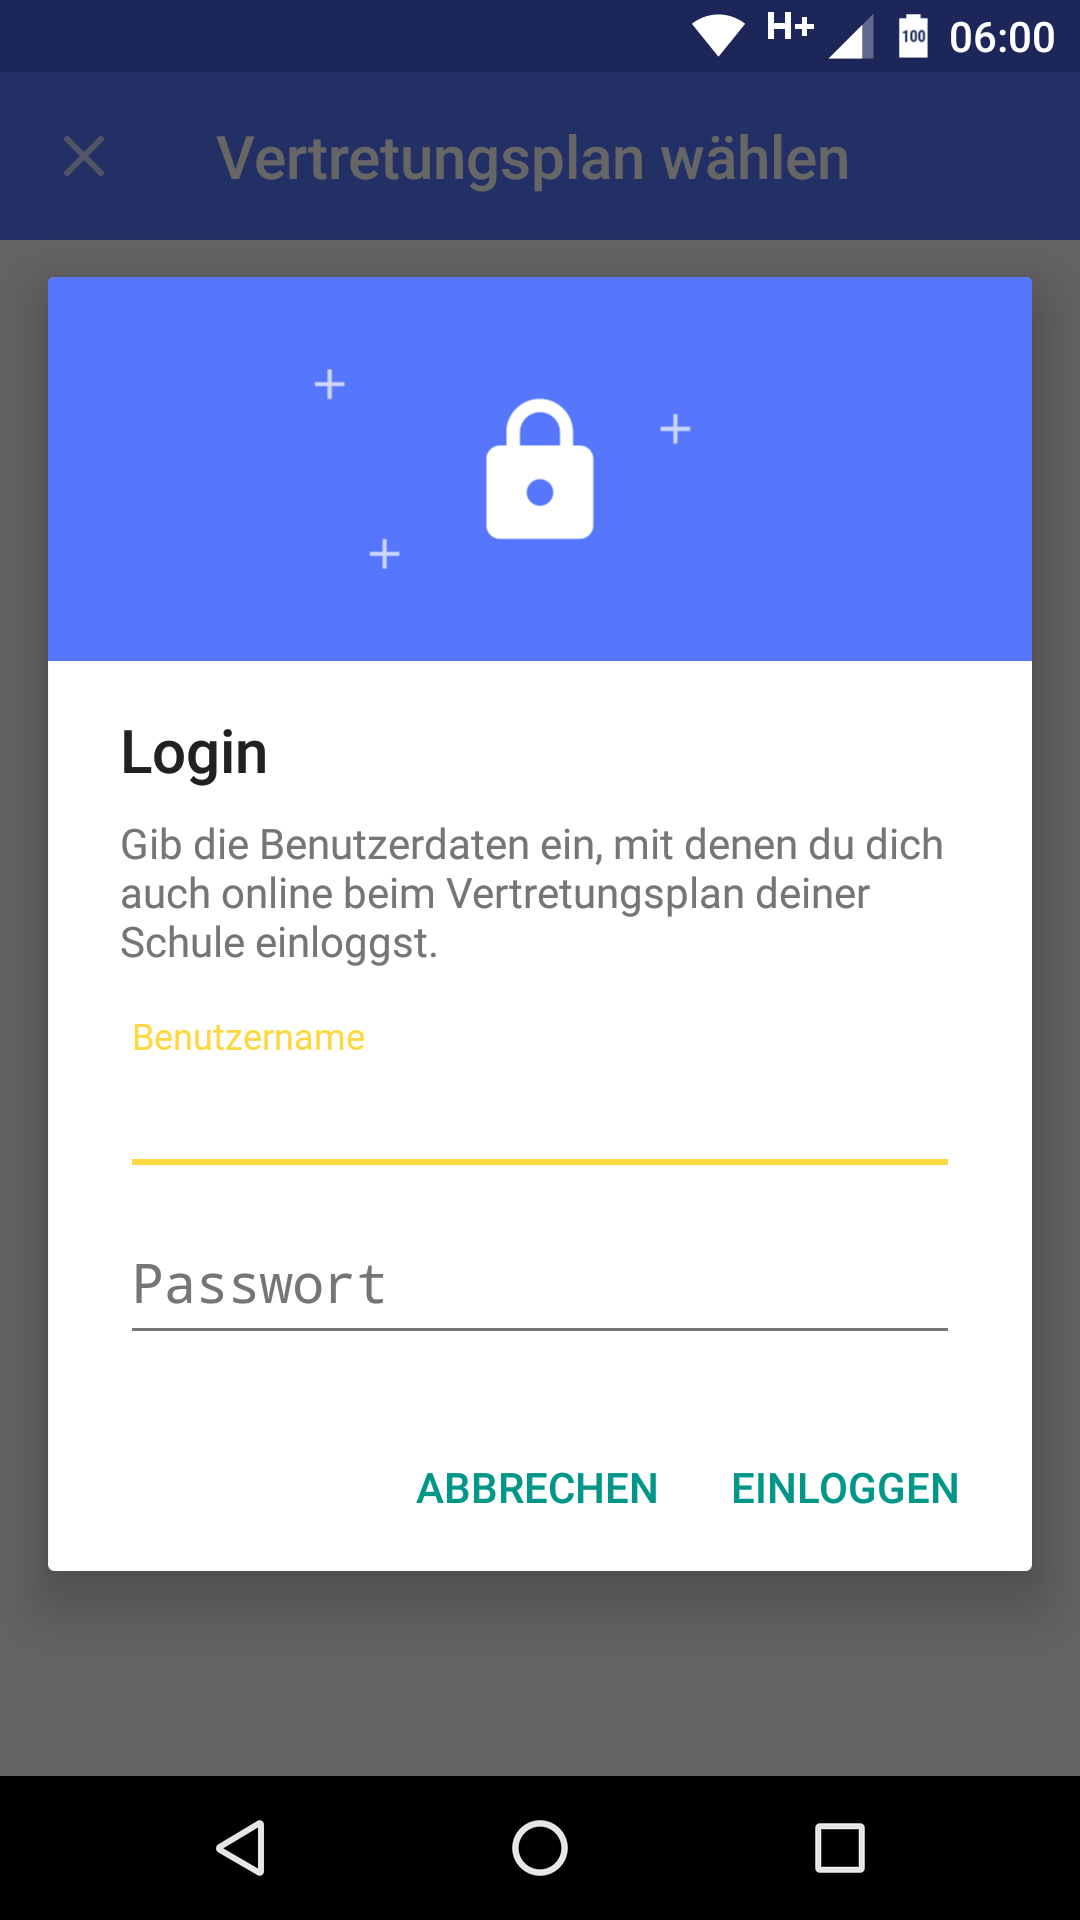 H+ 100 06:00
Vertretungsplan wählen
Login
Gib die Benutzerdaten ein, mit denen du dich
auch online beim Vertretungsplan deiner
Schule einloggst.
Benutzername
Passwort
ABBRECHEN EINLOGGEN